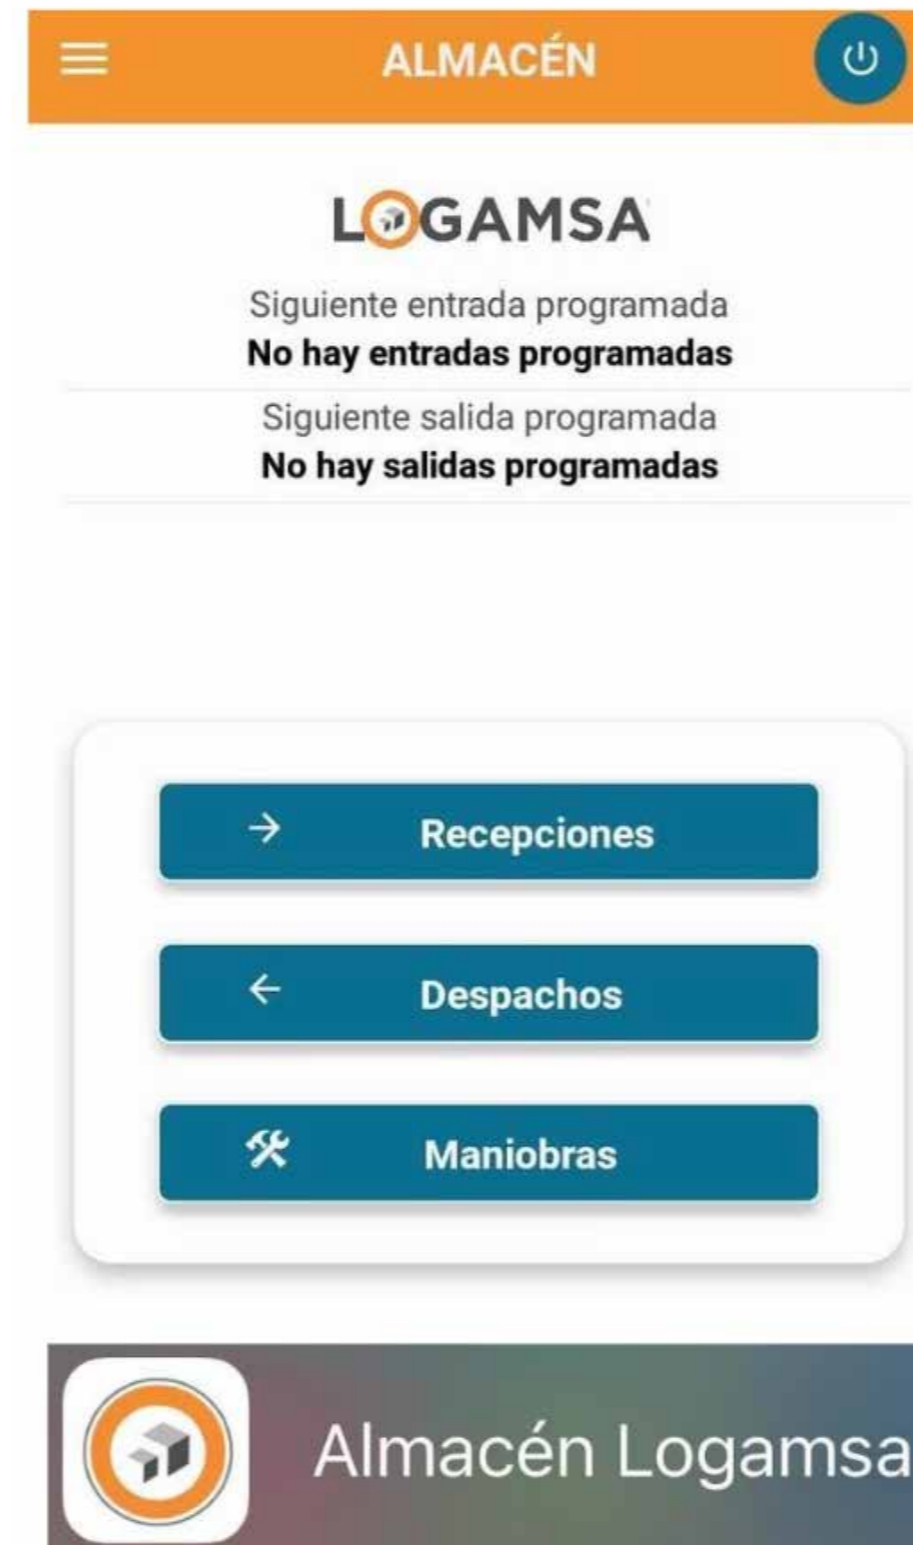 ALMACÉN
LOGAMSA
Siguiente entrada programada
No hay entradas programadas
Siguiente salida programada
No hay salidas programadas
Recepciones
Despachos
Maniobras
Almacén Logamsa